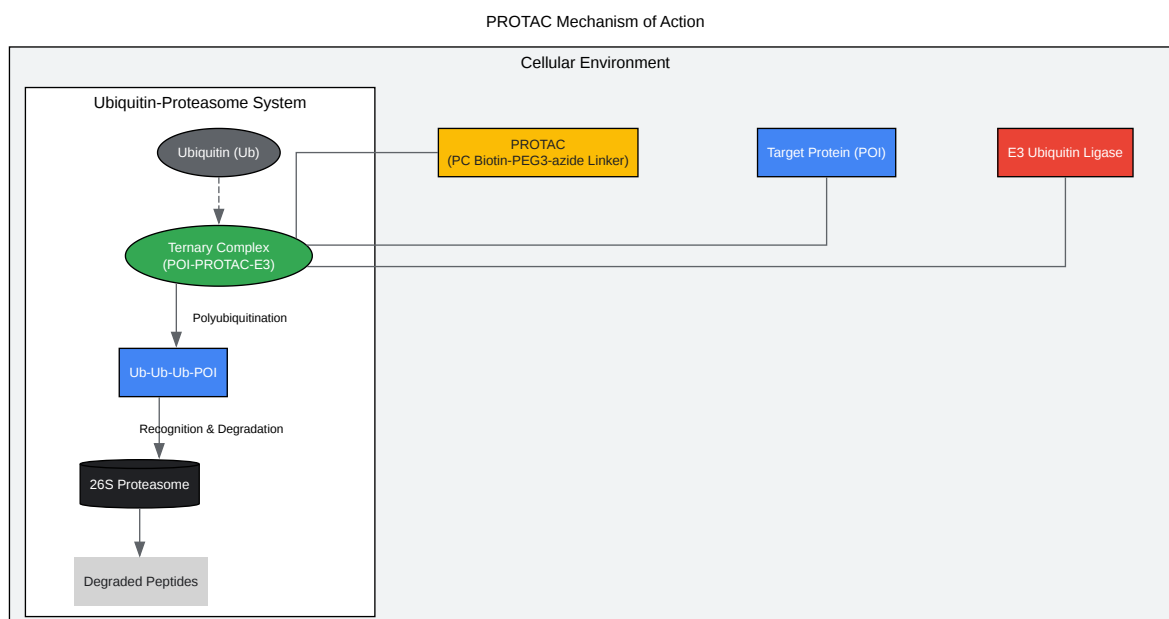 PROTAC Mechanism of Action
Cellular Environment
Ubiquitin-Proteasome System
Ubiquitin (Ub)
PROTAC
(PC Biotin-PEG3-azide Linker)
Target Protein (POI)
E3 Ubiquitin Ligase
Ternary Complex
(POI-PROTAC-E3)
Polyubiquitination
Ub-Ub-Ub-POI
Recognition & Degradation
26S Proteasome
Degraded Peptides